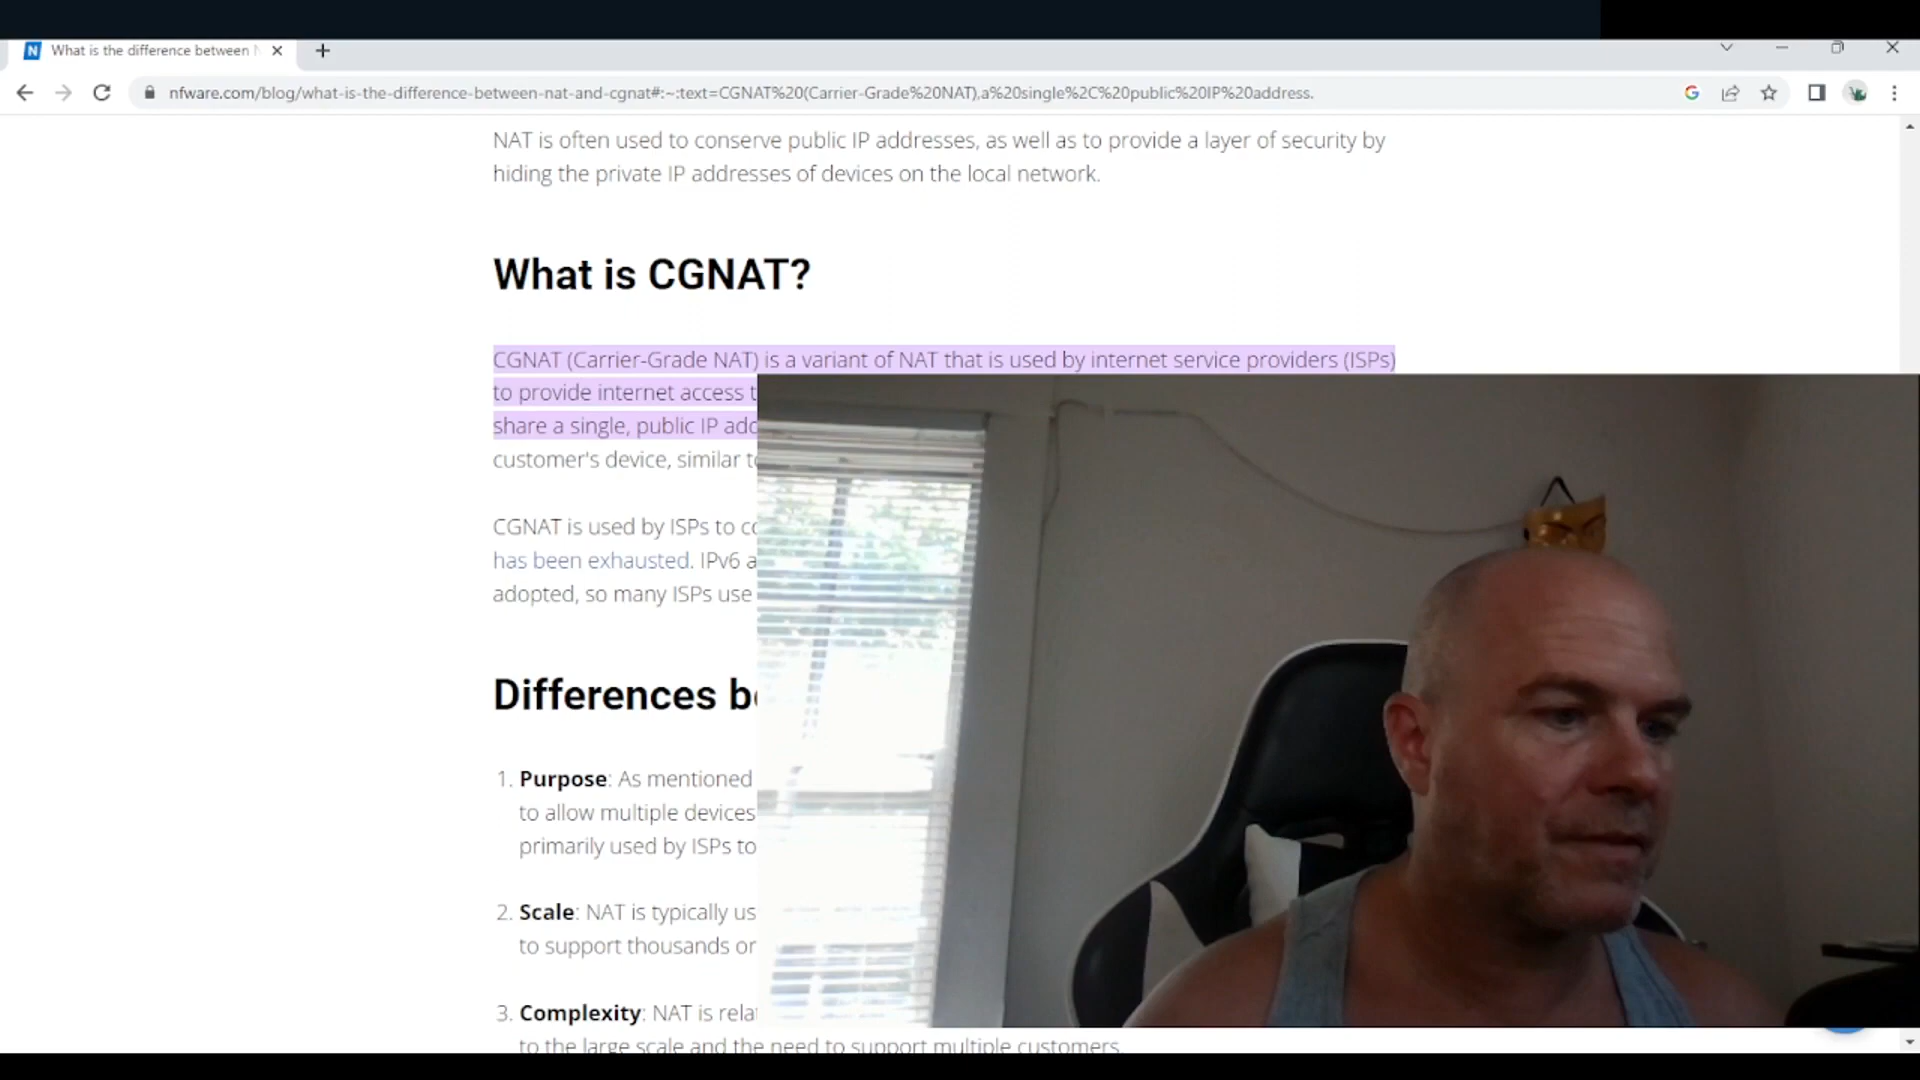 What is the difference between
nfware.com/blog/what-is-the-difference-between-nat-and-cgnat#:~:text=CGNAT%20(Carrier-Grade%20NAT),a%20single%2C%20public%20IP%20address.
NAT is often used to conserve public IP addresses, as well as to provide a layer of security by
hiding the private IP addresses of devices on the local network.
What is CGNAT?
CGNAT (Carrier-Grade NAT) is a variant of NAT that is used by internet service providers (ISPs)
to provide internet access
share a single, public IP
customer's device, similar
CGNAT is used by ISPs to
has been exhausted. IPv6
adopted, so many ISPs use
Differences
1. Purpose: As mentioned
to allow multiple devices
primarily used by ISPs to
2. Scale: NAT is typically
to support thousands or
3. Complexity: NAT is
to the large scale and the need to support multiple customers.